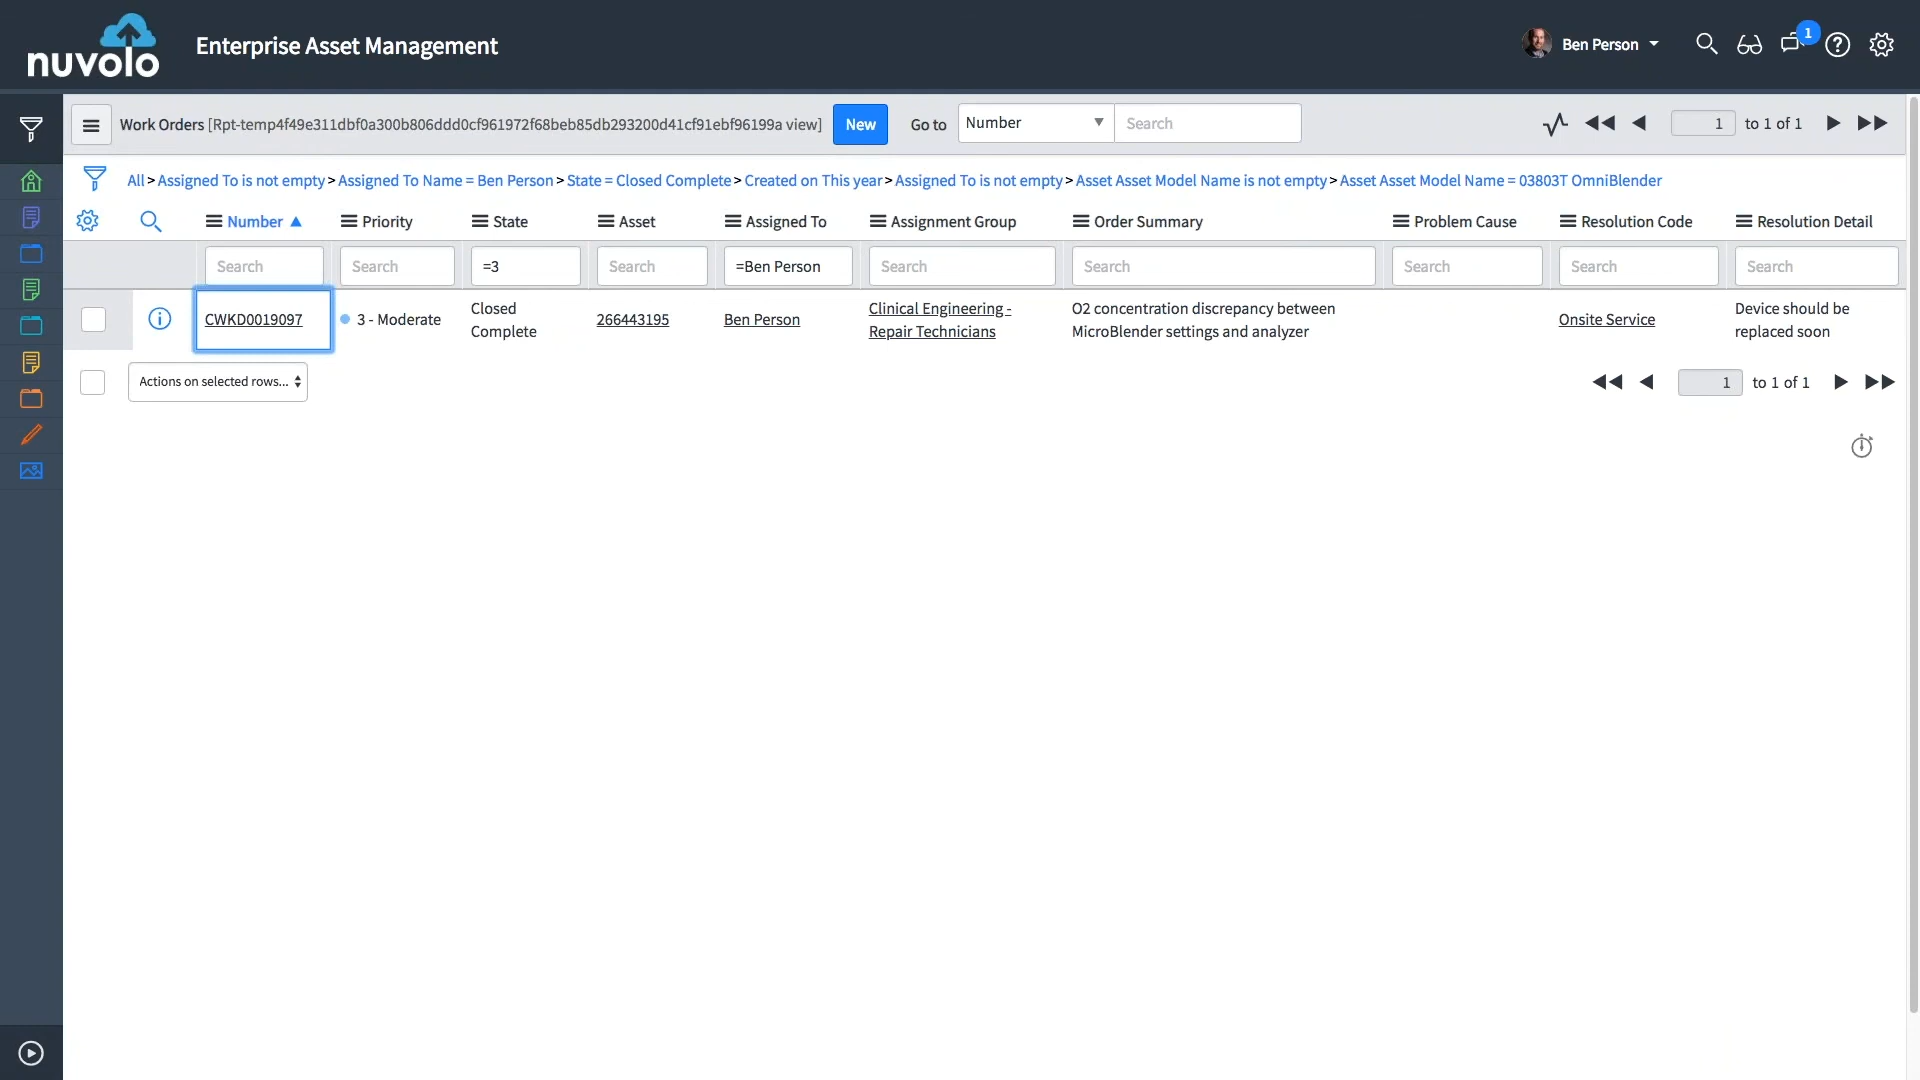 nuvolo
Enterprise Asset Management
Ben Person
1
Work Orders [Rpt-temp4f49e311dbf0a300b806ddd0cf961972f68beb85db293200d41cf91ebf96199a view]
New
Go to
Number
Search
1
to 1 of 1
All > Assigned To is not empty > Assigned To Name = Ben Person > State = Closed Complete > Created on This year > Assigned To is not empty > Asset Asset Model Name is not empty > Asset Asset Model Name = 03803T OmniBlender
Number Priority State Asset Assigned To Assignment Group Order Summary Problem Cause Resolution Code Resolution Detail
Search Search =3 Search =Ben Person Search Search Search Search Search
CWKD0019097
3 - Moderate
Closed
Complete
266443195
Ben Person
Clinical Engineering -
Repair Technicians
O2 concentration discrepancy between
MicroBlender settings and analyzer
Onsite Service
Device should be
replaced soon
Actions on selected rows...
1
to 1 of 1